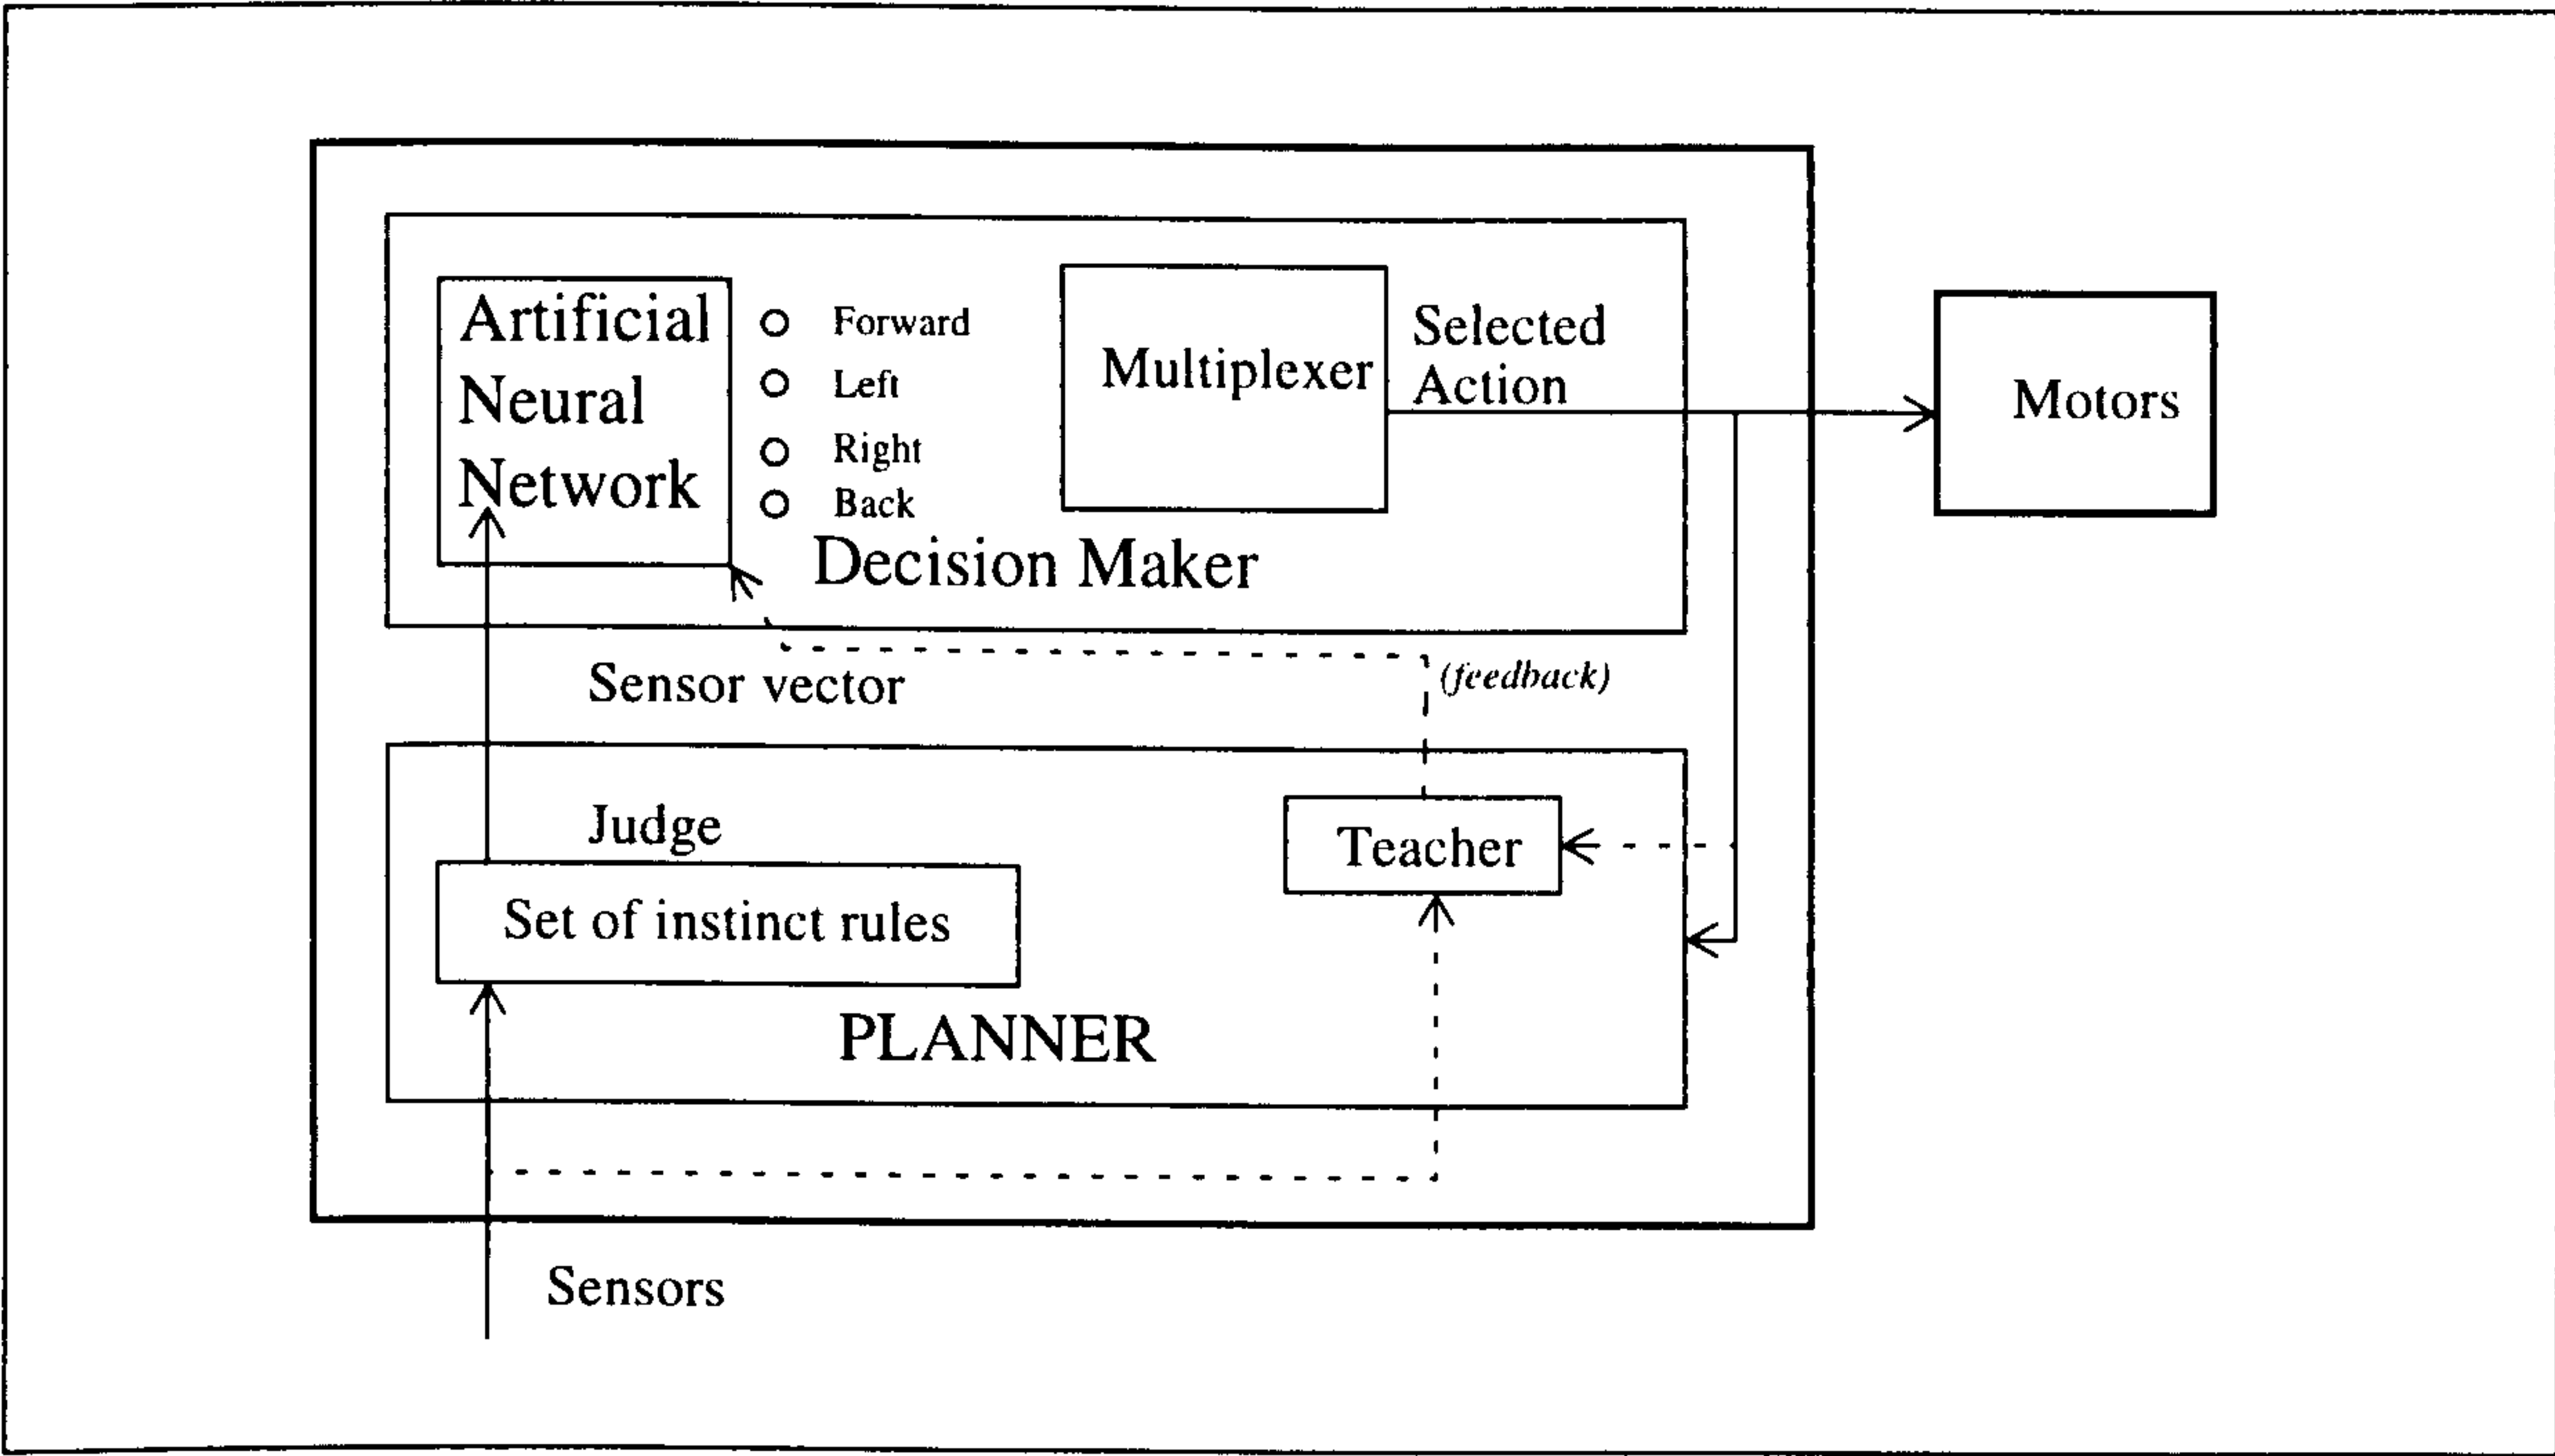 Artificial
Neural
Network
Forward
Left
Right
Back
Multiplexer
Selected
Action
Motors
Decision Maker
Sensor vector
(feedback)
Judge
Teacher
Set of instinct rules
PLANNER
Sensors